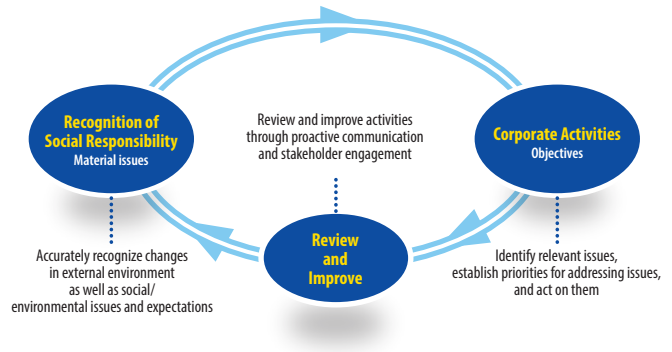 Recognition of
Social Responsibility
Material issues
Review and improve activities
through proactive communication
and stakeholder engagement
Corporate Activities
Objectives
Accurately recognize changes
in external environment
as well as social/
environmental issues and expectations
Review
and
Improve
Identify relevant issues,
establish priorities for addressing issues,
and act on them